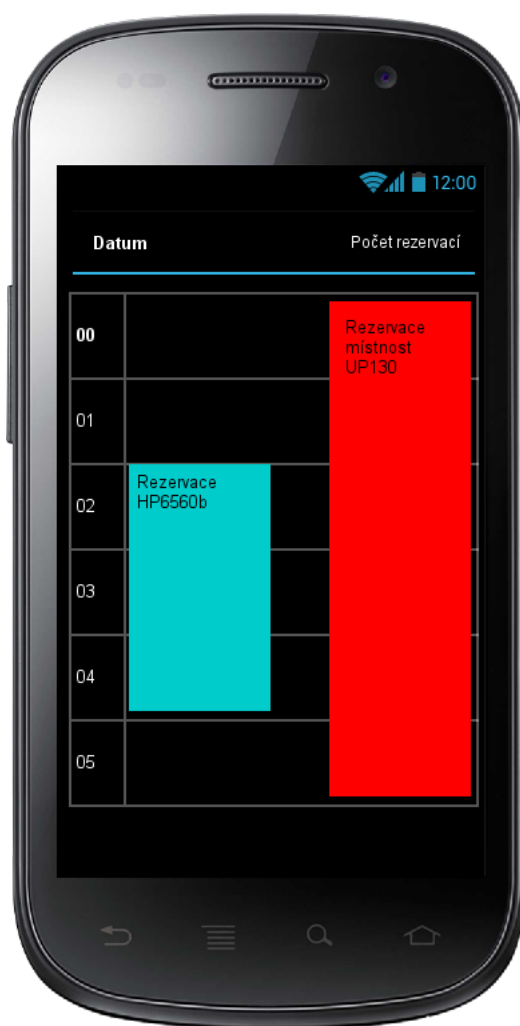 12:00
Datum
Počet rezervací
00
Rezervace
místnost
UP130
01
Rezervace
HP6560b
02
03
04
05